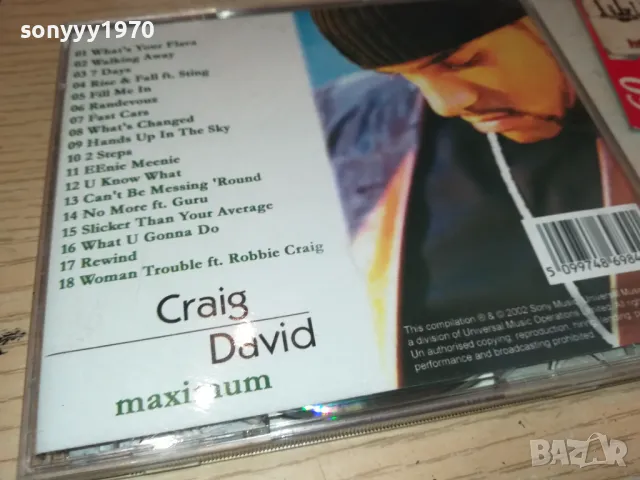 sonyyy1970
01 What's Your Flava
02 Walking Away
03 7 Days
04 Rise & Fall ft. Sting
05 Fill Me In
06 Randevous
07 Fast Cars
08 What's Changed
09 Hands Up In The Sky
10 2 Steps
11 EEnie Meenie
12 U Know What
13 Can't Be Messing 'Round
14 No More ft. Guru
15 Slicker Than Your Average
16 What U Gonna Do
17 Rewind
18 Woman Trouble ft. Robbie Craig
Craig
David
maximum
5 099748 6984
This compilation ℗ & © 2002 Sony Music/Universal Music
a division of Universal Music Operations
Un authorised copying, reproduction, hiring, lending, p
performance and broadcasting prohibited
BAZAR
bg